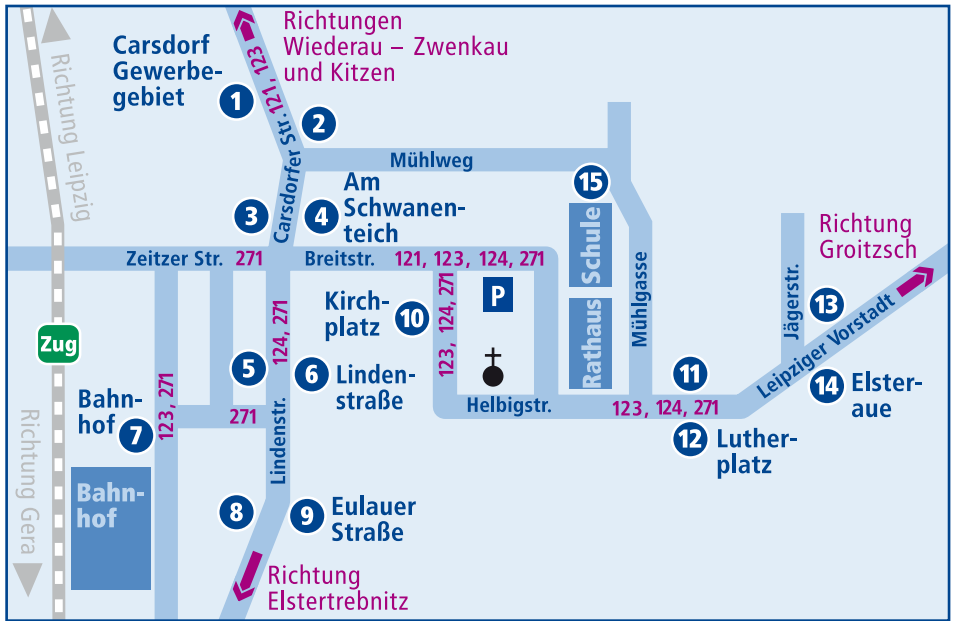 Richtung Leipzig
Carsdorf
Gewerbe-
gebiet
1
Richtungen
Wiederau – Zwenkau
und Kitzen
121, 123
Carsdorfer Str.
2
Mühlweg
3
4
Am
Schwanen-
teich
15
Schule
Rathaus
Mühlgasse
Richtung
Groitzsch
Zeitzer Str.
271
Breitstr.
121, 123, 124, 271
Kirch-
platz
10
123, 124, 271
P
Jägerstr.
13
Leipziger Vorstadt
14
Elster-
aue
Zug
124, 271
5
6
Linden-
straße
Helbigstr.
123, 124, 271
11
12
Luther-
platz
Bahn-
hof
7
123, 271
271
Lindenstr.
Bahn-
hof
8
9
Eulauer
Straße
Richtung Gera
Richtung
Elstertrebnitz